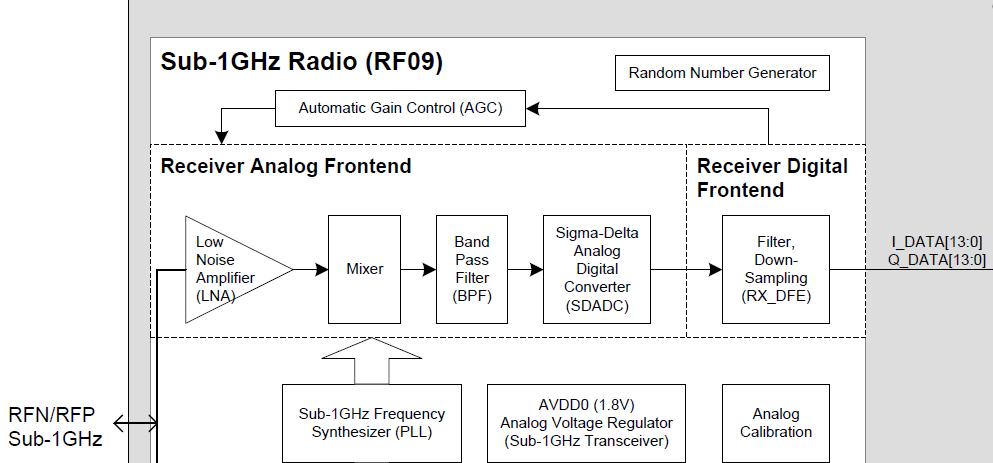 Sub-1GHz Radio (RF09)
Random Number Generator
Automatic Gain Control (AGC)
Receiver Analog Frontend
Receiver Digital
Frontend
Low
Noise
Amplifier
(LNA)
Mixer
Band
Pass
Filter
(BPF)
Sigma-Delta
Analog
Digital
Converter
(SDADC)
Filter,
Down-
Sampling
(RX_DFE)
I_DATA[13:0]
Q_DATA[13:0]
RFN/RFP
Sub-1GHz
Sub-1GHz Frequency
Synthesizer (PLL)
AVDD0 (1.8V)
Analog Voltage Regulator
(Sub-1GHz Transceiver)
Analog
Calibration